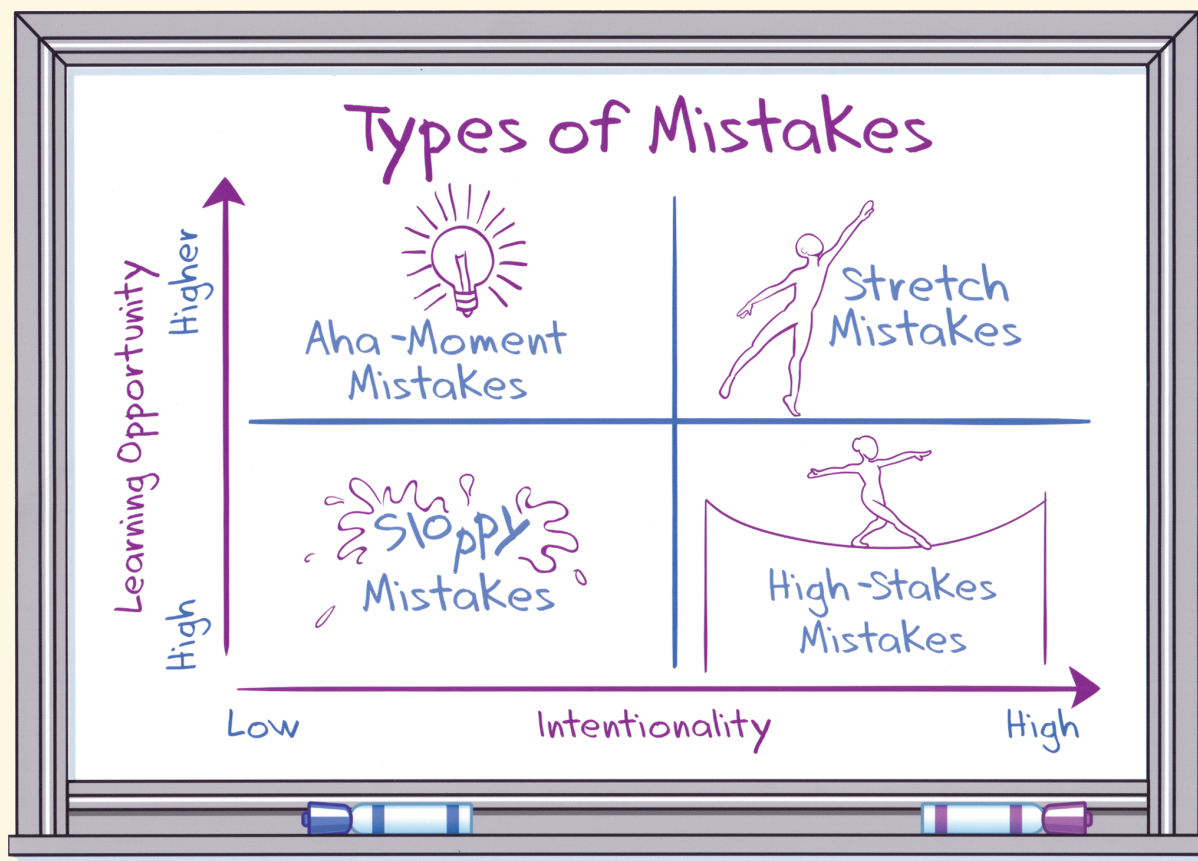 Types of Mistakes
Learning Opportunity
Higher
High
Aha-Moment
Mistakes
Stretch
Mistakes
Sloppy
Mistakes
High-Stakes
Mistakes
Low
Intentionality
High